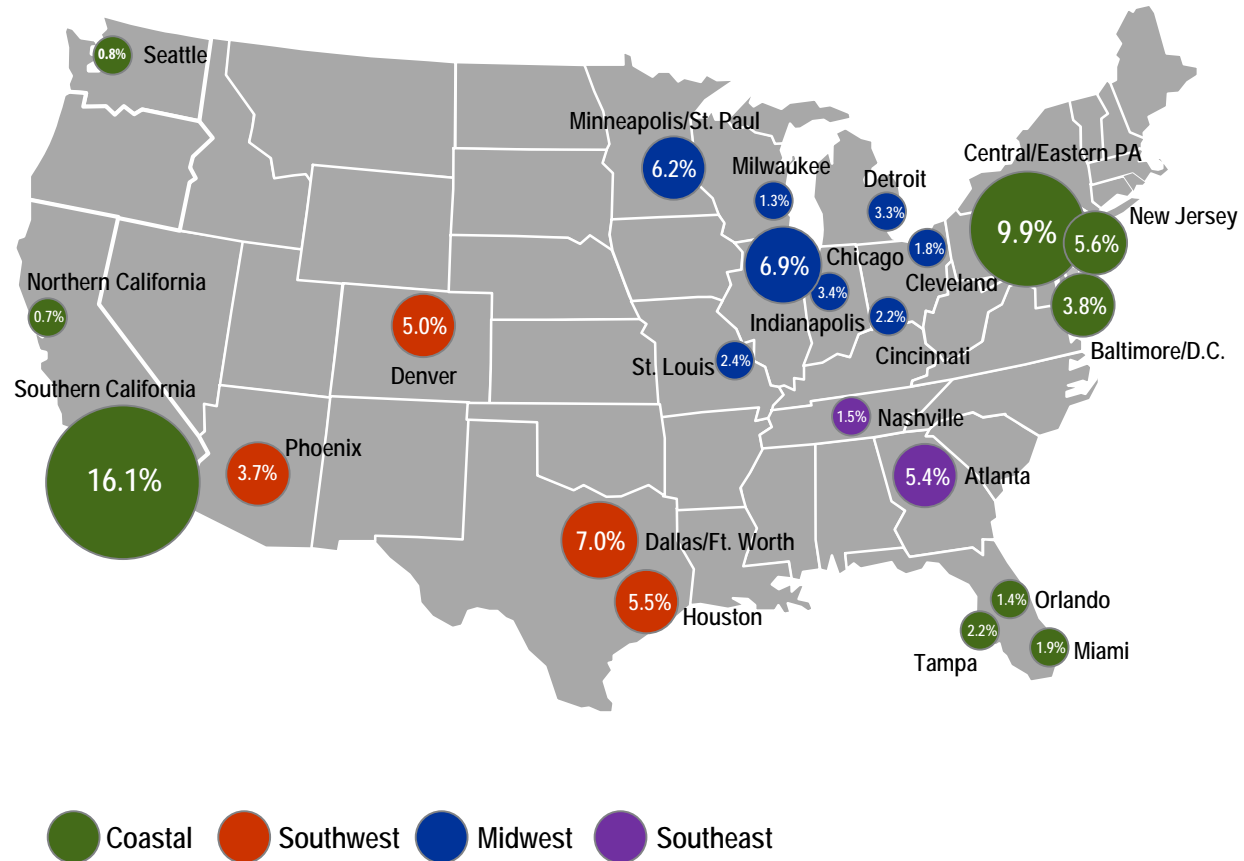 0.8% Seattle
Minneapolis/St. Paul
6.2%
Milwaukee
1.3%
Detroit
3.3%
Central/Eastern PA
9.9%
New Jersey
5.6%
Chicago
6.9%
1.8%
Cleveland
3.4%
Indianapolis
2.2%
Cincinnati
3.8%
Baltimore/D.C.
Northern California
0.7%
5.0%
Denver
St. Louis 2.4%
Southern California
16.1%
Phoenix
3.7%
1.5% Nashville
5.4% Atlanta
7.0% Dallas/Ft. Worth
5.5%
Houston
1.4% Orlando
2.2%
Tampa
1.9% Miami
Coastal Southwest Midwest Southeast